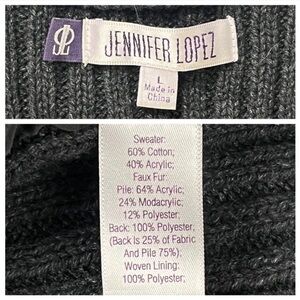 JL
JENNIFER LOPEZ
L
Made in
China
Sweater:
60% Cotton;
40% Acrylic;
Faux Fur:
Pile: 64% Acrylic;
24% Modacrylic;
12% Polyester;
Back: 100% Polyester;
(Back Is 25% of Fabric
And Pile 75%);
Woven Lining:
100% Polyester;